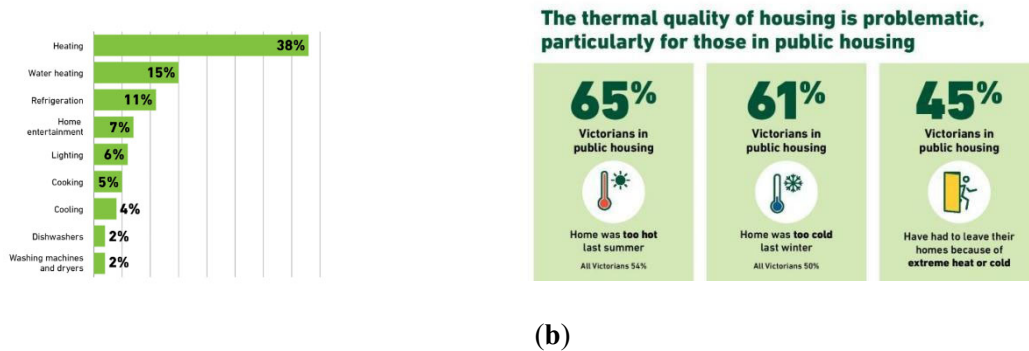 Heating
38%
Water heating
15%
Refrigeration
11%
Home
entertainment
7%
Lighting
6%
Cooking
5%
Cooling
4%
Dishwashers
2%
Washing machines
and dryers
2%
The thermal quality of housing is problematic,
particularly for those in public housing
65%
Victorians in
public housing
Home was too hot
last summer
All Victorians 54%
61%
Victorians in
public housing
Home was too cold
last winter
All Victorians 50%
45%
Victorians in
public housing
Have had to leave their
homes because of
extreme heat or cold
(b)